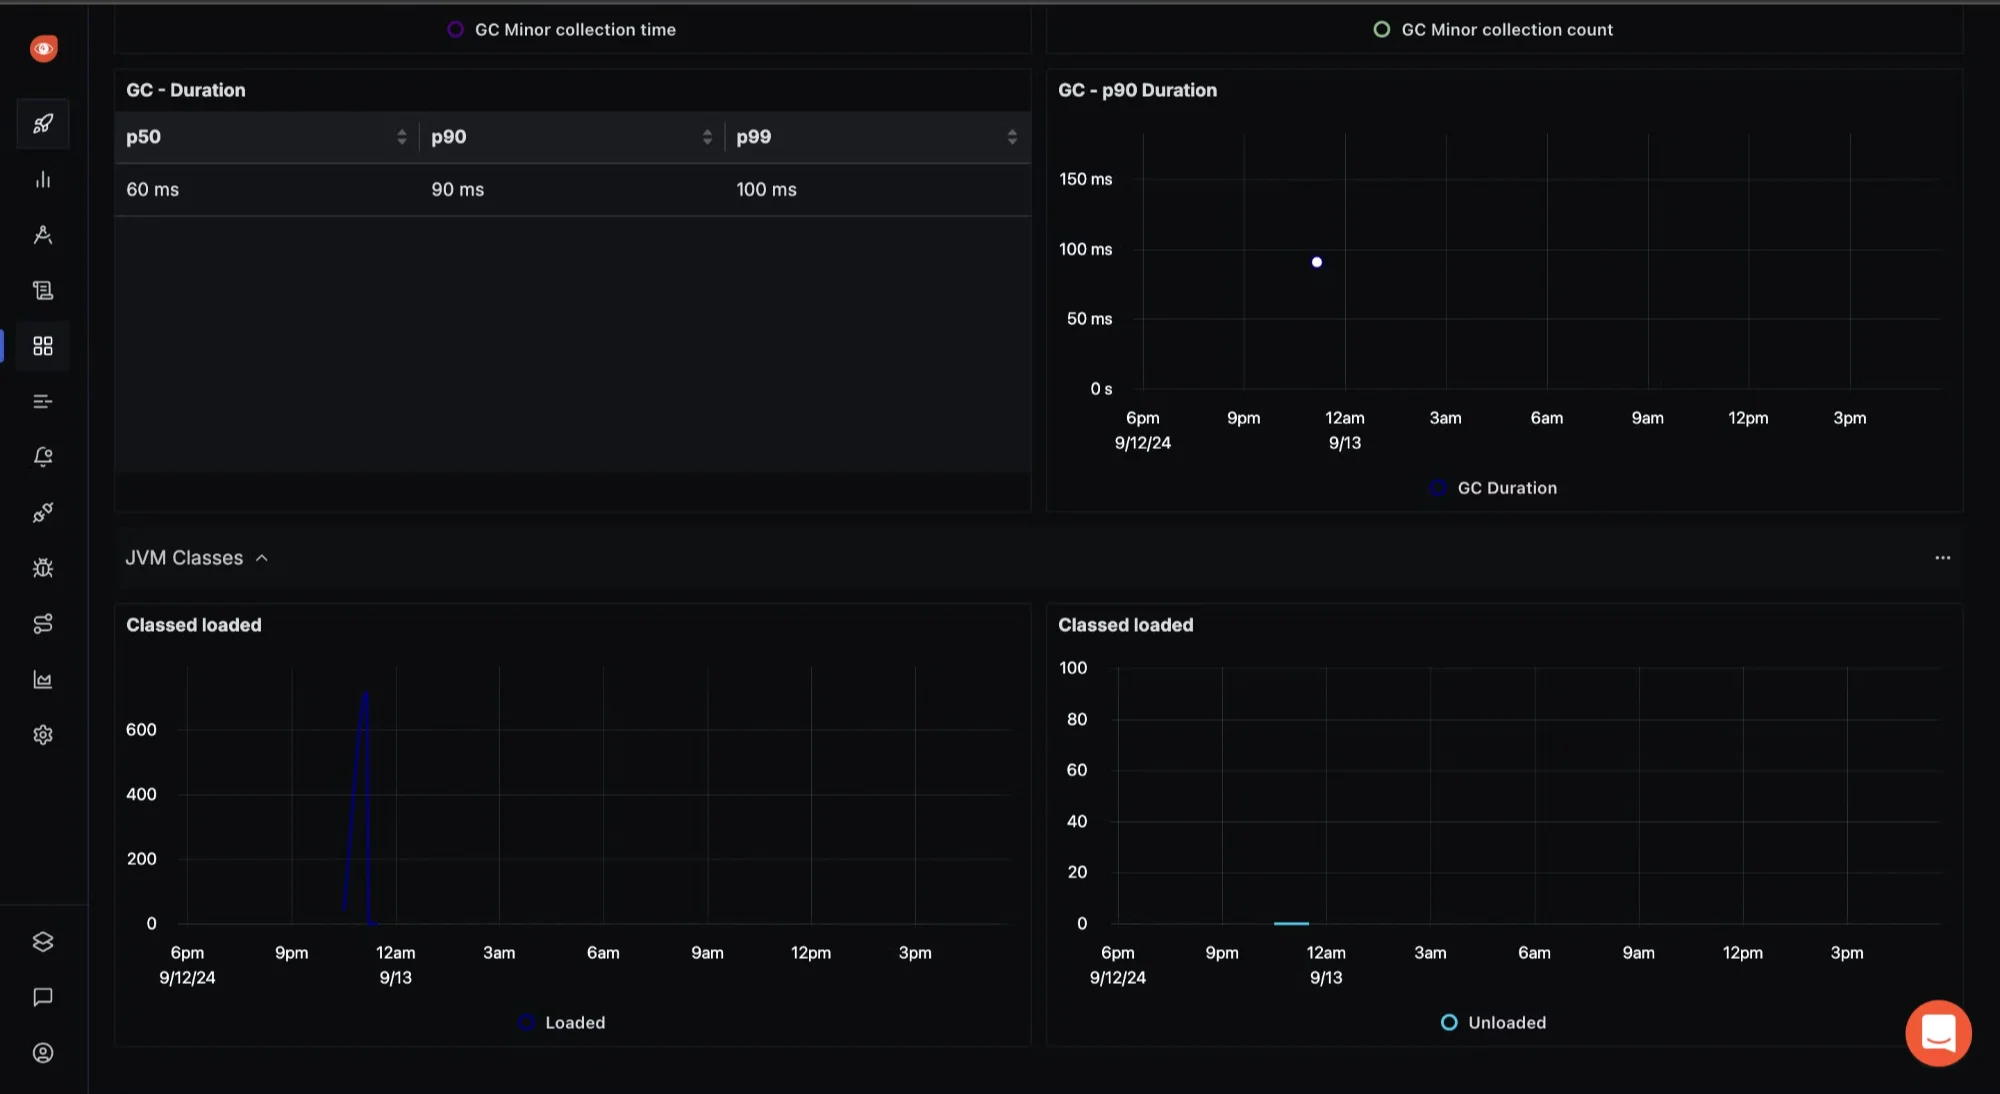 GC Minor collection time
GC Minor collection count
GC - Duration
p50 p90 p99
60 ms 90 ms 100 ms
GC - p90 Duration
150 ms
100 ms
50 ms
0 s
6pm 9pm 12am 3am 6am 9am 12pm 3pm
9/12/24 9/13
GC Duration
JVM Classes
Classed loaded
600
400
200
0
6pm 9pm 12am 3am 6am 9am 12pm 3pm
9/12/24 9/13
Loaded
Classed loaded
100
80
60
40
20
0
6pm 9pm 12am 3am 6am 9am 12pm 3pm
9/12/24 9/13
Unloaded